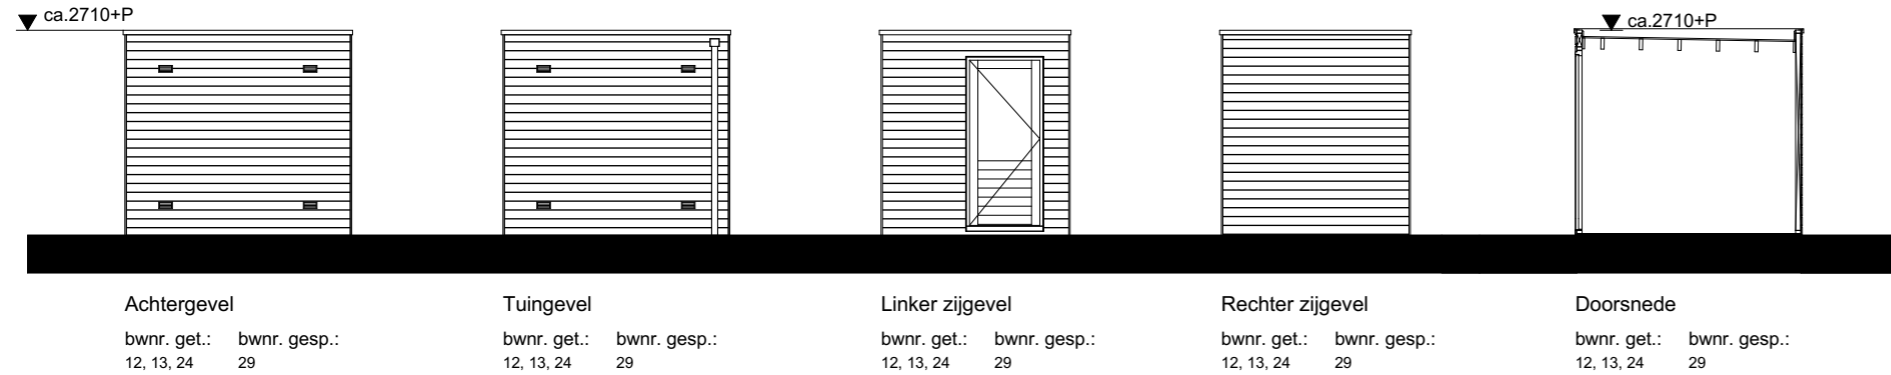 ca.2710+P
ca.2710+P
Achtergevel
bwnr. get.: bwnr. gesp.:
12, 13, 24 29
Tuingevel
bwnr. get.: bwnr. gesp.:
12, 13, 24 29
Linker zijgevel
bwnr. get.: bwnr. gesp.:
12, 13, 24 29
Rechter zijgevel
bwnr. get.: bwnr. gesp.:
12, 13, 24 29
Doorsnede
bwnr. get.: bwnr. gesp.:
12, 13, 24 29